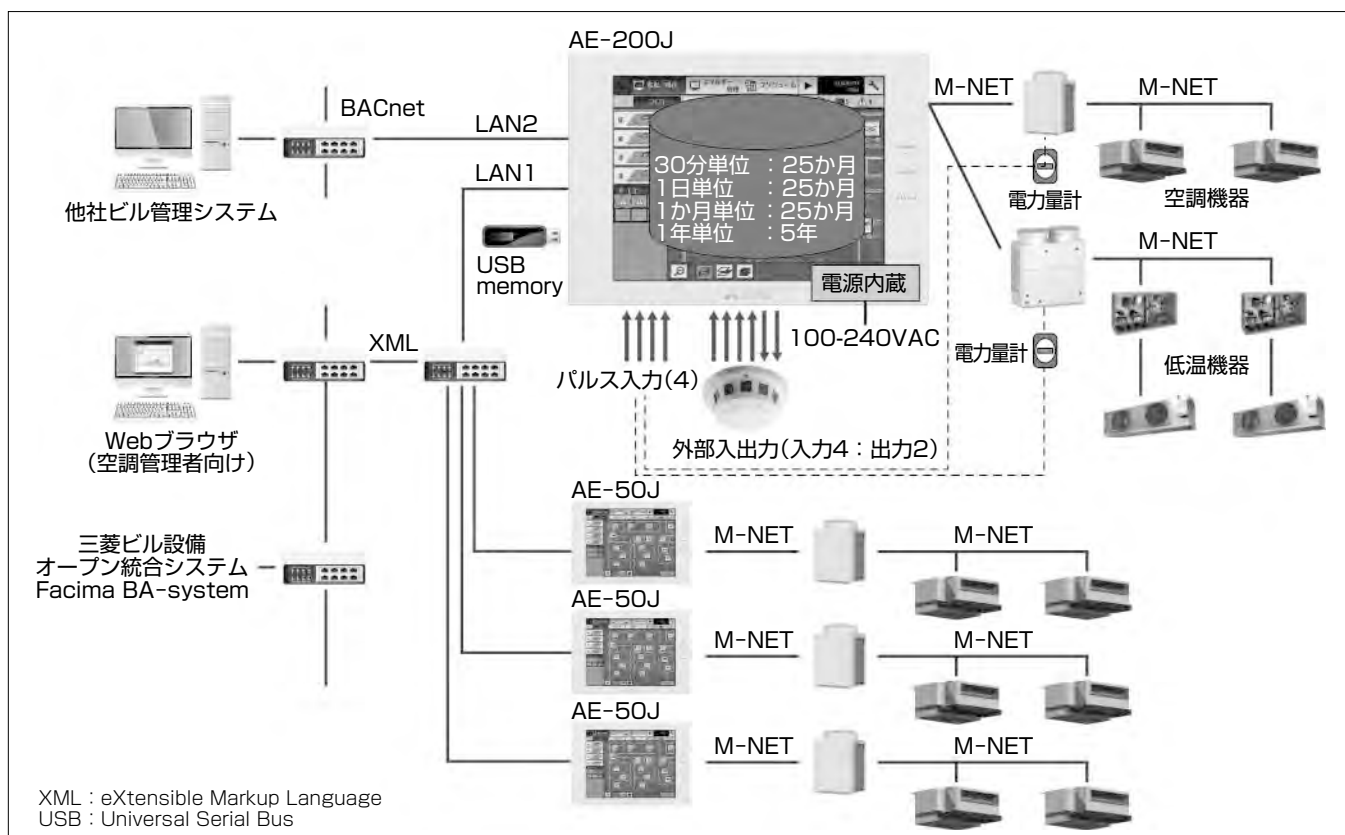 AE-200J
M-NET
M-NET
BACnet
LAN2
LAN1
30分単位 :25か月
1日単位 :25か月
1か月単位 :25か月
1年単位 :5年
電力量計
空調機器
他社ビル管理システム
USB
memory
電源内蔵
M-NET
100-240VAC
XML
パルス入力(4)
電力量計
低温機器
Webブラウザ
(空調管理者向け)
外部入出力(入力4:出力2)
AE-50J
M-NET
M-NET
三菱ビル設備
オープン統合システム
Facima BA-system
AE-50J
M-NET
M-NET
AE-50J
M-NET
M-NET
XML:eXtensible Markup Language
USB:Universal Serial Bus